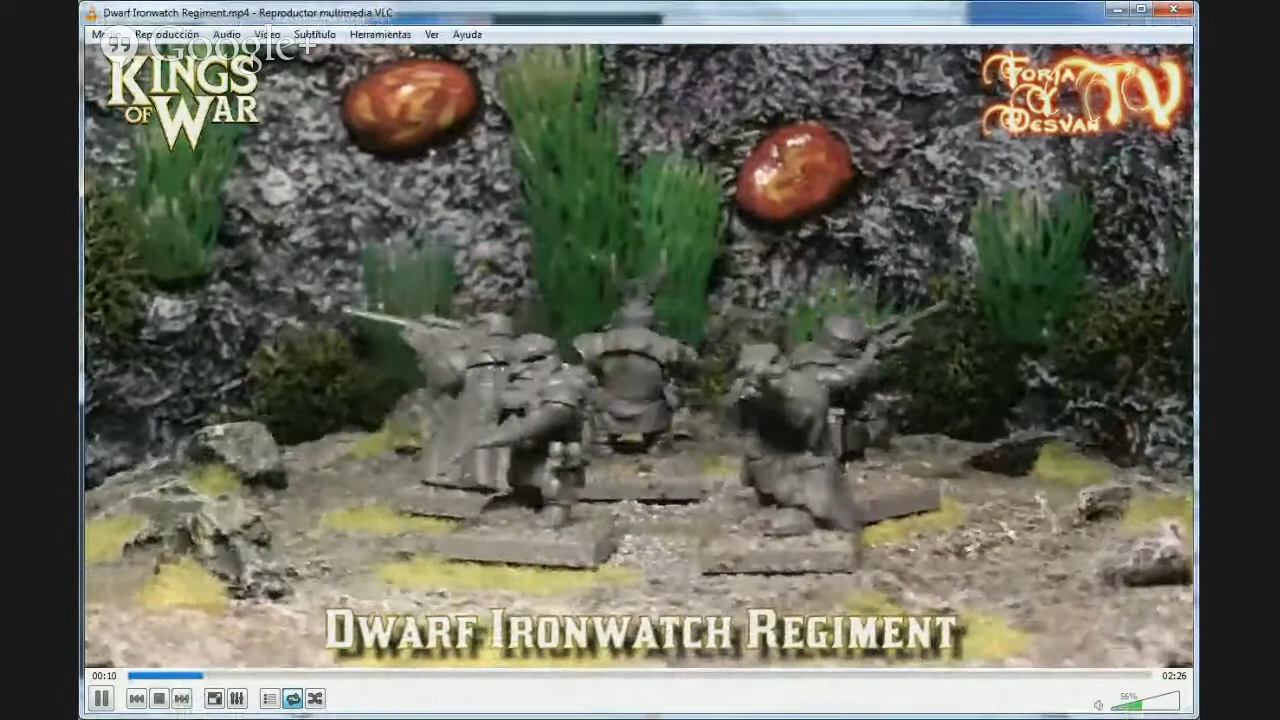 Dwarf Ironwatch Regiment.mp4 - Reproductor multimedia VLC
Reproducción Audio Vídeo Subtítulo Herramientas Ver Ayuda
Google+
KINGS
OF WAR
FORJA
TV
DESVAN
DWARF IRONWATCH REGIMENT
00:10
02:26
56%